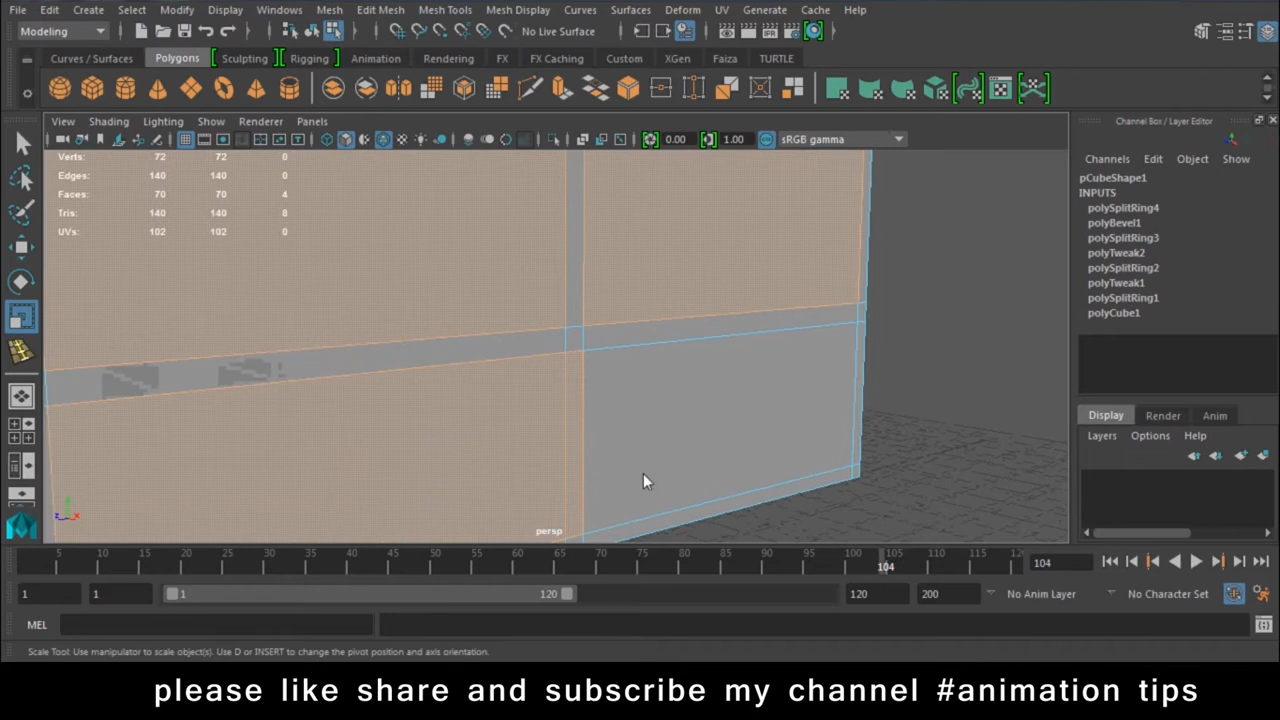 File Edit Create Select Modify Display Windows Mesh Edit Mesh Mesh Tools Mesh Display Curves Surfaces Deform UV Generate Cache Help
Modeling No Live Surface
Curves / Surfaces Polygons Sculpting Rigging Animation Rendering FX FX Caching Custom XGen Faiza TURTLE
View Shading Lighting Show Renderer Panels
0.00 1.00 sRGB gamma
Verts: 72 72 0
Edges: 140 140 0
Faces: 70 70 4
Tris: 140 140 8
UVs: 102 102 0
persp
Channel Box / Layer Editor
Channels Edit Object Show
pCubeShape1
INPUTS
polySplitRing4
polyBevel1
polySplitRing3
polyTweak2
polySplitRing2
polyTweak1
polySplitRing1
polyCube1
Display Render Anim
Layers Options Help
5 10 15 20 25 30 35 40 45 50 55 60 65 70 75 80 85 90 95 100 105 110 115 12
104
104
1 1 1 120 120 200 No Anim Layer No Character Set
MEL
Scale Tool: Use manipulator to scale object(s). Use D or INSERT to change the pivot position and axis orientation.
please like share and subscribe my channel #animation tips